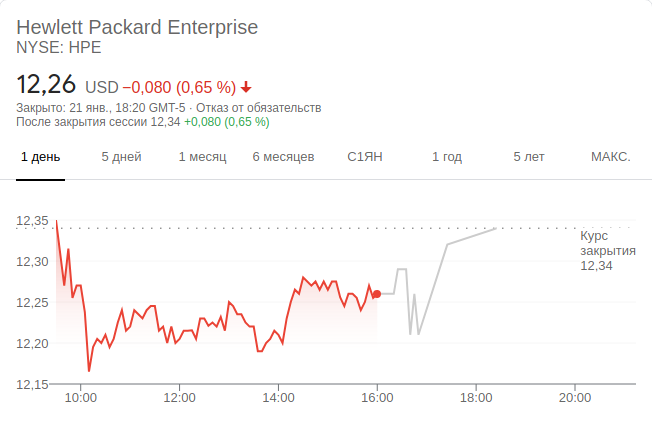 Hewlett Packard Enterprise
NYSE: HPE
12,26 USD −0,080 (0,65 %)
Закрыто: 21 янв., 18:20 GMT-5 · Отказ от обязательств
После закрытия сессии 12,34 +0,080 (0,65 %)
1 день 5 дней 1 месяц 6 месяцев С1ЯН 1 год 5 лет МАКС.
12,35
Курс
закрытия
12,34
12,30
12,25
12,20
12,15
10:00 12:00 14:00 16:00 18:00 20:00